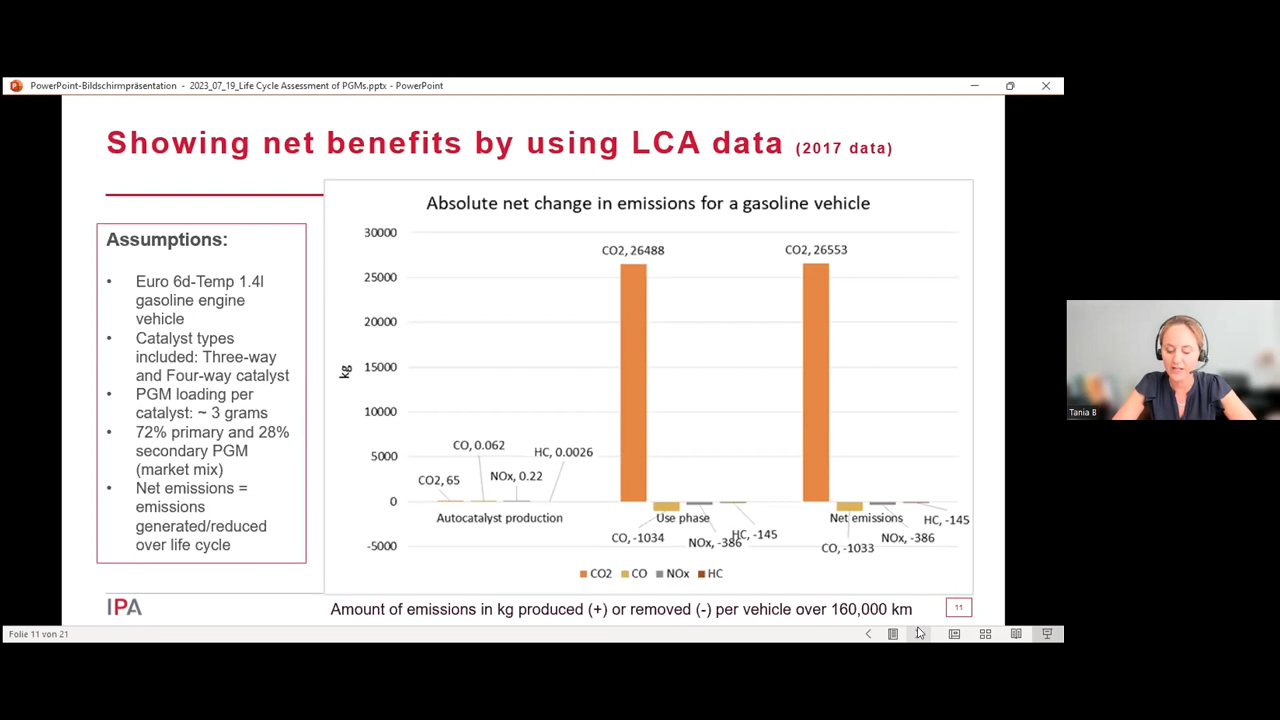 PowerPoint-Bildschirmpräsentation - 2023_07_19_Life Cycle Assessment of PGMs.pptx - PowerPoint
Showing net benefits by using LCA data (2017 data)
Assumptions:
• Euro 6d-Temp 1.4l
gasoline engine
vehicle
• Catalyst types
included: Three-way
and Four-way catalyst
• PGM loading per
catalyst: ~ 3 grams
• 72% primary and 28%
secondary PGM
(market mix)
• Net emissions =
emissions
generated/reduced
over life cycle
Absolute net change in emissions for a gasoline vehicle
kg
30000
25000
20000
15000
10000
5000
0
-5000
CO2, 65
CO, 0.062
NOx, 0.22
HC, 0.0026
Autocatalyst production
CO2, 26488
Use phase
CO, -1034
NOx, -386
HC, -145
CO2, 26553
Net emissions
CO, -1033
NOx, -386
HC, -145
CO2 CO NOx HC
IPA
Amount of emissions in kg produced (+) or removed (-) per vehicle over 160,000 km
11
Folie 11 von 21
Tania B